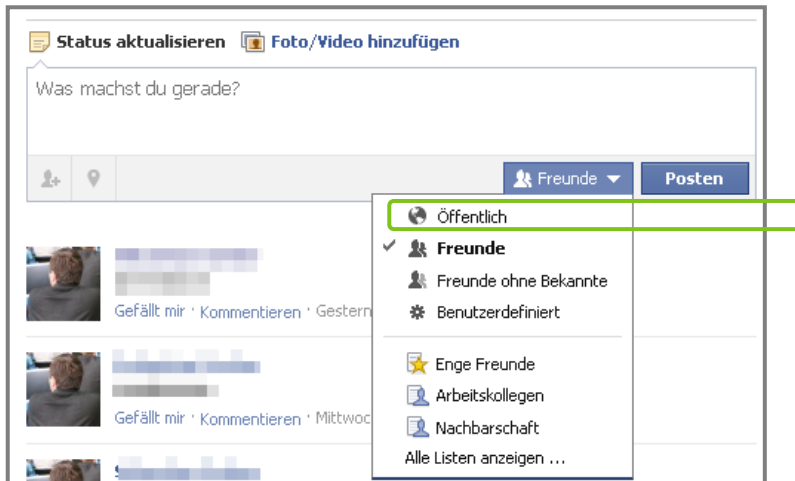 Status aktualisieren Foto/Video hinzufügen
Was machst du gerade?
Freunde Posten
Öffentlich
Freunde
Freunde ohne Bekannte
Benutzerdefiniert
Gefällt mir · Kommentieren · Gestern
Enge Freunde
Arbeitskollegen
Nachbarschaft
Alle Listen anzeigen ...
Gefällt mir · Kommentieren · Mittwoc